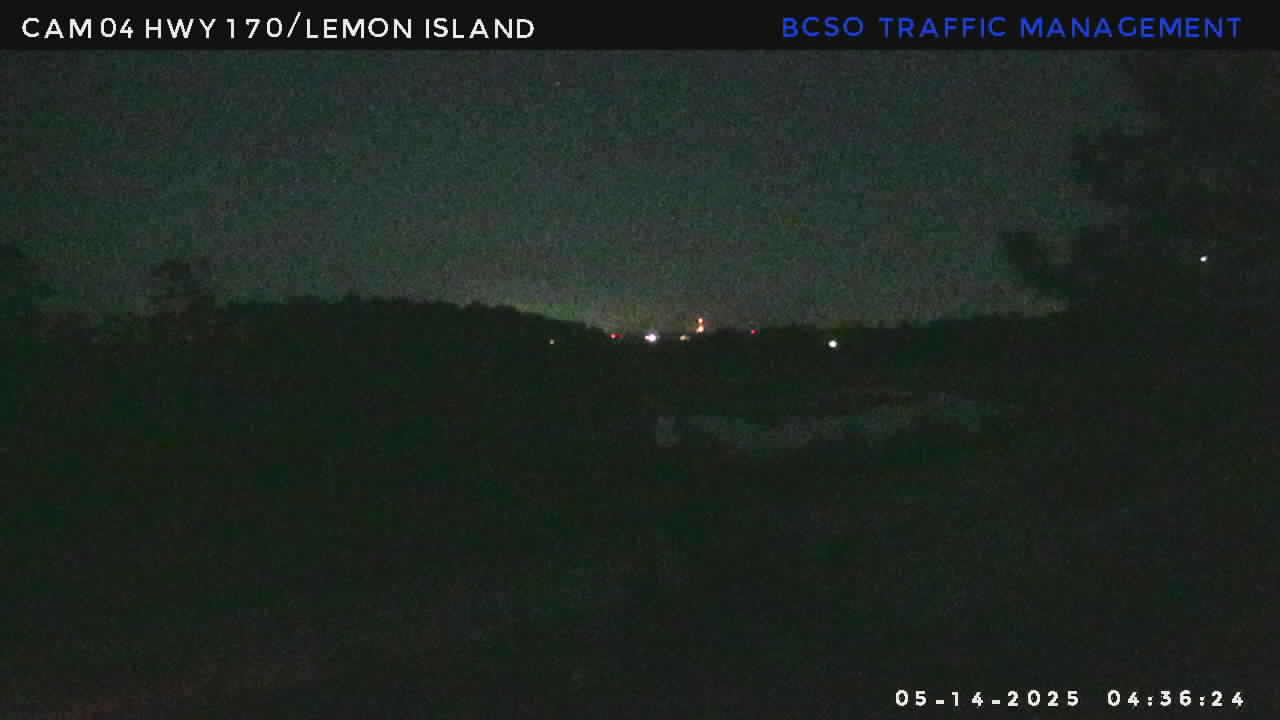 CAM04 HWY 170/LEMON ISLAND
BCSO TRAFFIC MANAGEMENT
05-14-2025 04:36:24